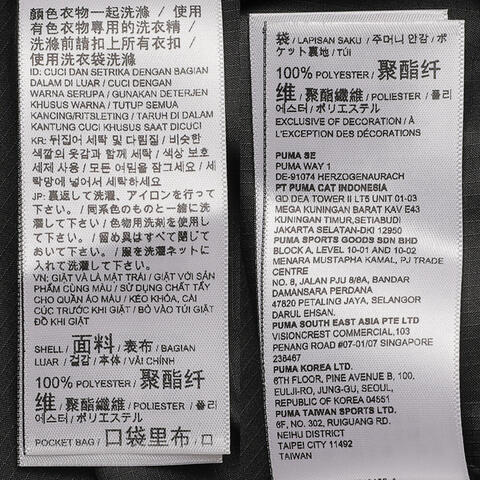 顏色衣物一起洗滌 / 使用
有色衣物專用的洗衣精 /
洗滌前請扣上所有衣扣 /
使用洗衣袋洗滌
ID: CUCI DAN SETRIKA DENGAN BAGIAN
DALAM DI LUAR / CUCI DENGAN
WARNA SERUPA / GUNAKAN DETERJEN
KHUSUS WARNA / TUTUP SEMUA
KANCING/RITSLETING / TARUH DI DALAM
KANTUNG CUCI KHUSUS SAAT DICUCI
KR: 뒤집어 세탁 및 다림질 / 비슷한
색깔의 옷감과 함께 세탁 / 색상 보호
세제 사용 / 모든 여밈을 잠그세요 / 세
탁망에 넣어서 세탁하세요
JP: 裏返して洗濯、アイロンを行って
下さい。/ 同系色のものと一緒に洗
濯して下さい / 色物用洗剤を使用し
て下さい。/ 留め具はすべて閉じて
おいて下さい。/ 服を洗濯ネットに
入れて洗濯して下さい。
VN: GIẶT VÀ LÀ MẶT TRÁI / GIẶT VỚI SẢN
PHẨM CÙNG MÀU / SỬ DỤNG CHẤT TẨY
CHO QUẦN ÁO MÀU / KÉO KHÓA, CÀI
CÚC TRƯỚC KHI GIẶT / BỎ VÀO TÚI GIẶT
ĐỒ KHI GIẶT
SHELL / 面料 / 表布 / BAGIAN
LUAR / 겉감 / 本体 / VẢI CHÍNH
100% POLYESTER / 聚酯纤
维 / 聚酯纖維 / POLIESTER / 폴리
에스터 / ポリエステル
POCKET BAG / 口袋里布 / 口
袋 / LAPISAN SAKU / 주머니 안감 / ポ
ケット裏地 / TÚI
100% POLYESTER / 聚酯纤
维 / 聚酯纖維 / POLIESTER / 폴리
에스터 / ポリエステル
EXCLUSIVE OF DECORATION / À
L'EXCEPTION DES DÉCORATIONS
PUMA SE
PUMA WAY 1
DE-91074 HERZOGENAURACH
PT PUMA CAT INDONESIA
GD DEA TOWER II LT5 UNIT 01-03
MEGA KUNINGAN BARAT KAV E43
KUNINGAN TIMUR,SETIABUDI
JAKARTA SELATAN-DKI 12950
PUMA SPORTS GOODS SDN BHD
BLOCK A, LEVEL 10-01 AND 10-02
MENARA MUSTAPHA KAMAL, PJ TRADE
CENTRE
NO. 8, JALAN PJU 8/8A, BANDAR
DAMANSARA PERDANA
47820 PETALING JAYA, SELANGOR
DARUL EHSAN.
PUMA SOUTH EAST ASIA PTE LTD
VISIONCREST COMMERCIAL,103
PENANG ROAD #07-01/07 SINGAPORE
238467
PUMA KOREA LTD.
6TH FLOOR, PINE AVENUE B, 100,
EULJI-RO, JUNG-GU, SEOUL,
REPUBLIC OF KOREA 04551
PUMA TAIWAN SPORTS LTD.
6F, NO. 302, RUIGUANG RD.
NEIHU DISTRICT
TAIPEI CITY 11492
TAIWAN